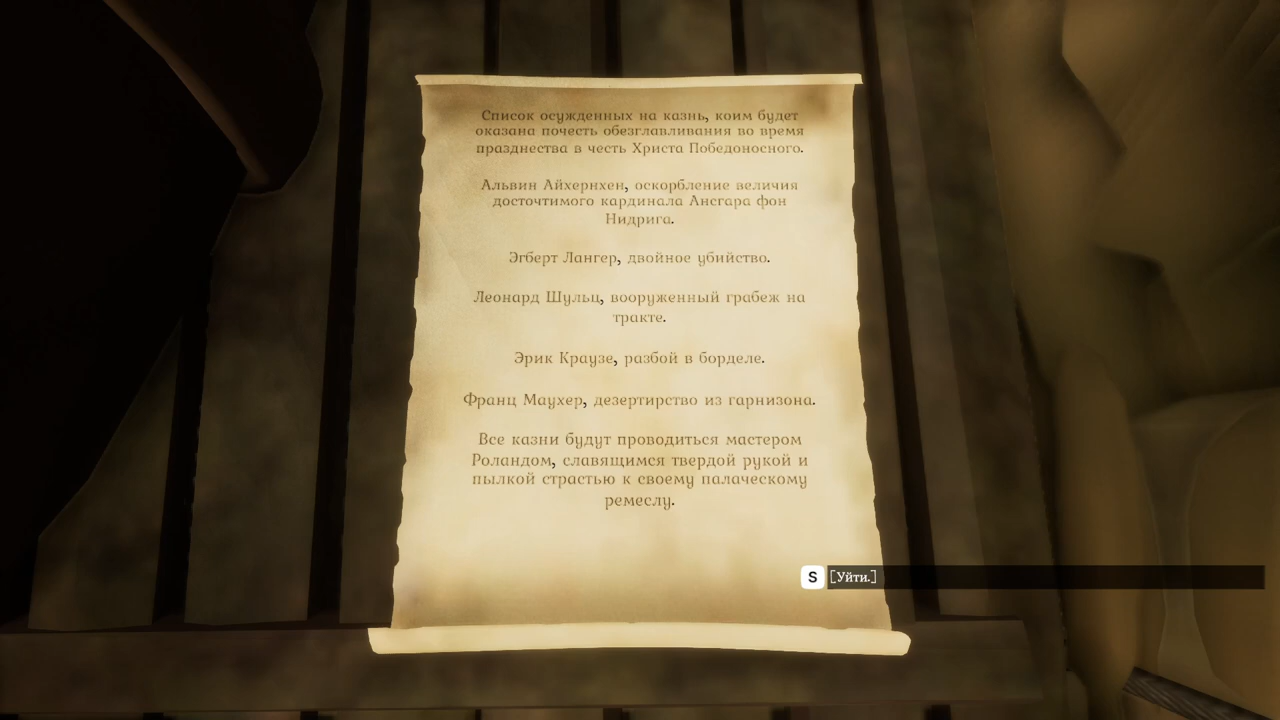 Список осужденных на казнь, коим будет
оказана почесть обезглавливания во время
празднества в честь Христа Победоносного.
Альвин Айхернхен, оскорбление величия
досточтимого кардинала Ансгара фон
Нидрига.
Эгберт Лангер, двойное убийство.
Леонард Шульц, вооруженный грабеж на
тракте.
Эрик Краузе, разбой в борделе.
Франц Маухер, дезертирство из гарнизона.
Все казни будут проводиться мастером
Роландом, славящимся твердой рукой и
пылкой страстью к своему палаческому
ремеслу.
S [Уйти.]